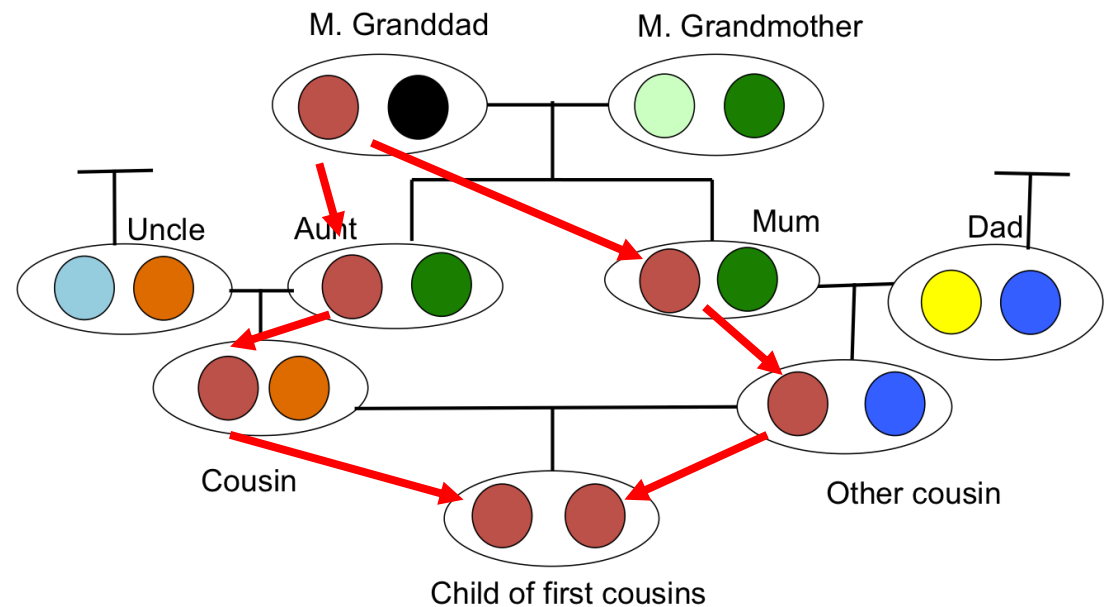 M. Granddad
M. Grandmother
Uncle
Aunt
Mum
Dad
Cousin
Other cousin
Child of first cousins